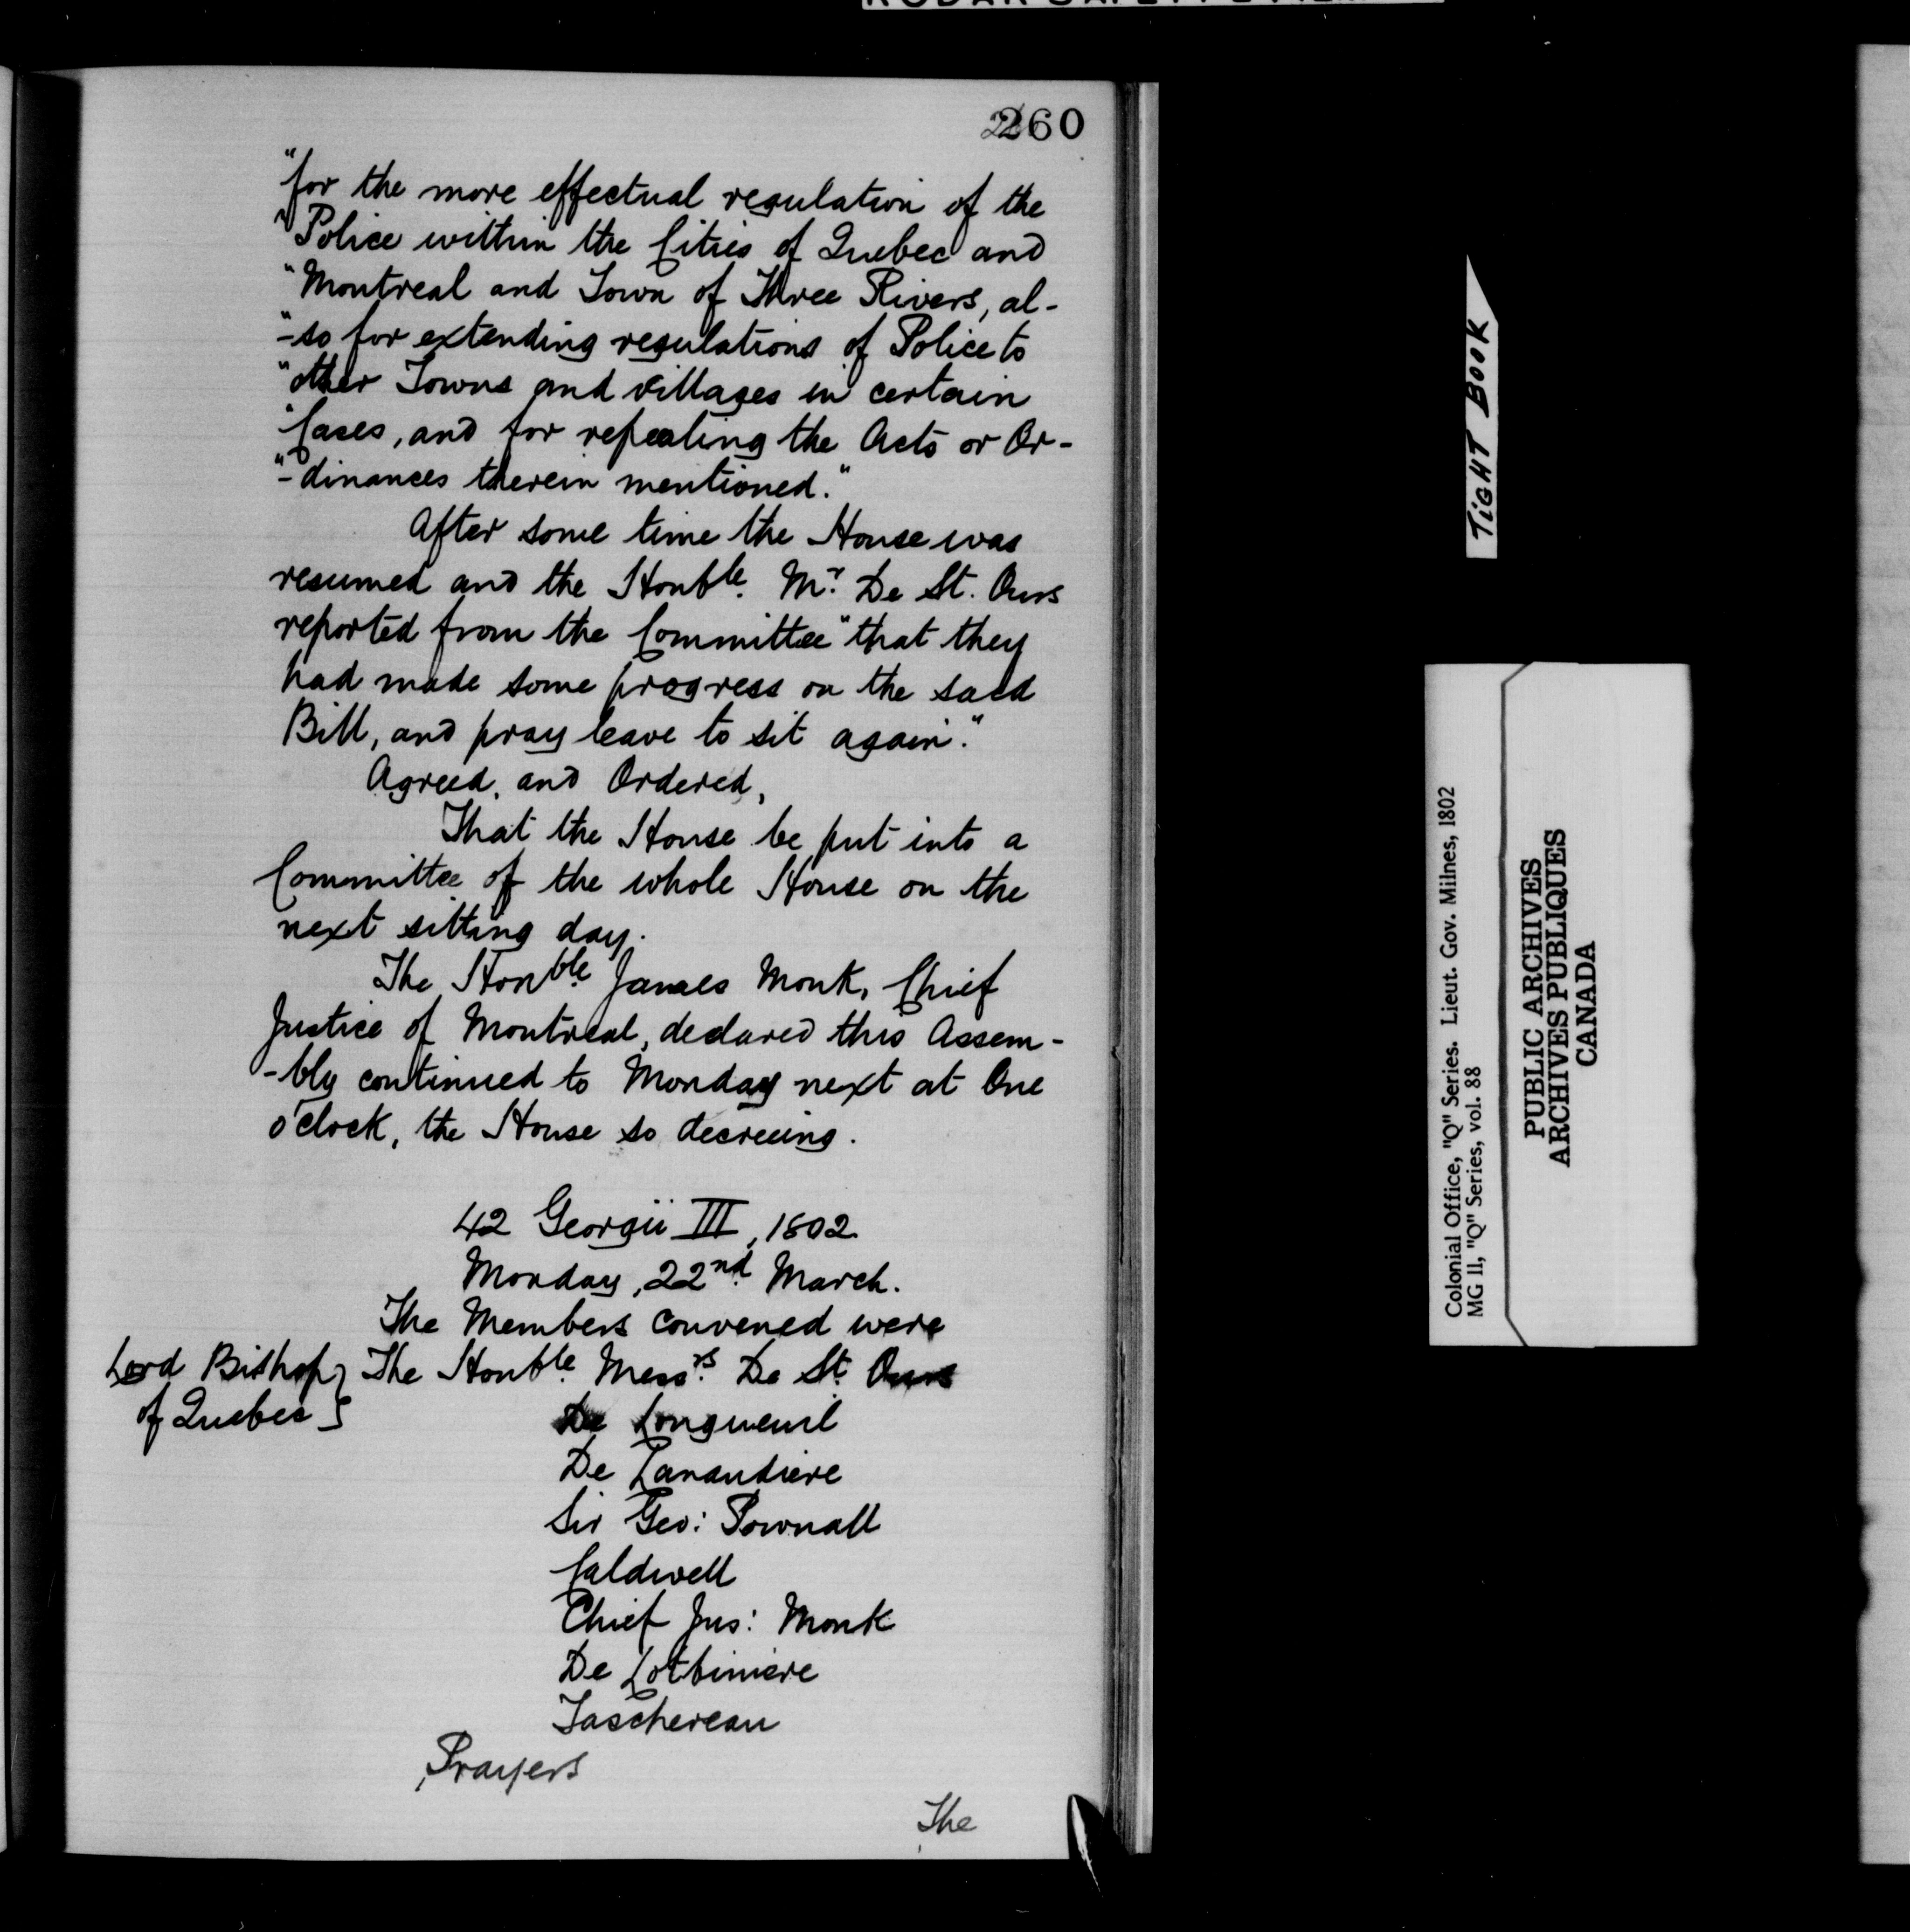 260
"for the more effectual regulation of the
"Police within the Cities of Quebec and
"Montreal and Town of Three Rivers, al-
"-so for extending regulations of Police to
"other Towns and Villages in certain
"Cases, and for repealing the Acts or Or-
"-dinances therein mentioned."
After some time the House was
resumed and the Honble. Mr. De St. Ours
reported from the Committee "that they
had made some progress on the said
Bill, and pray leave to sit again."
Agreed, and Ordered,
That the House be put into a
Committee of the whole House on the
next sitting day.
The Honble. James Monk, Chief
Justice of Montreal, declared this Assem-
-bly continued to Monday next at One
o'clock, the House so decreeing.
42 Georgii III, 1802.
Monday, 22nd. March.
The Members convened were
Lord Bishop } The Honble. Messrs. De St. Ours
of Quebec }
De Longueuil
De Lanaudiere
Sir Geo: Pownall
Caldwell
Chief Jus: Monk
De Lotbiniere
Taschereau
Prayers
The
TIGHT BOOK
Colonial Office, "Q" Series. Lieut. Gov. Milnes, 1802
MG 11, "Q" Series, vol. 88
PUBLIC ARCHIVES
ARCHIVES PUBLIQUES
CANADA